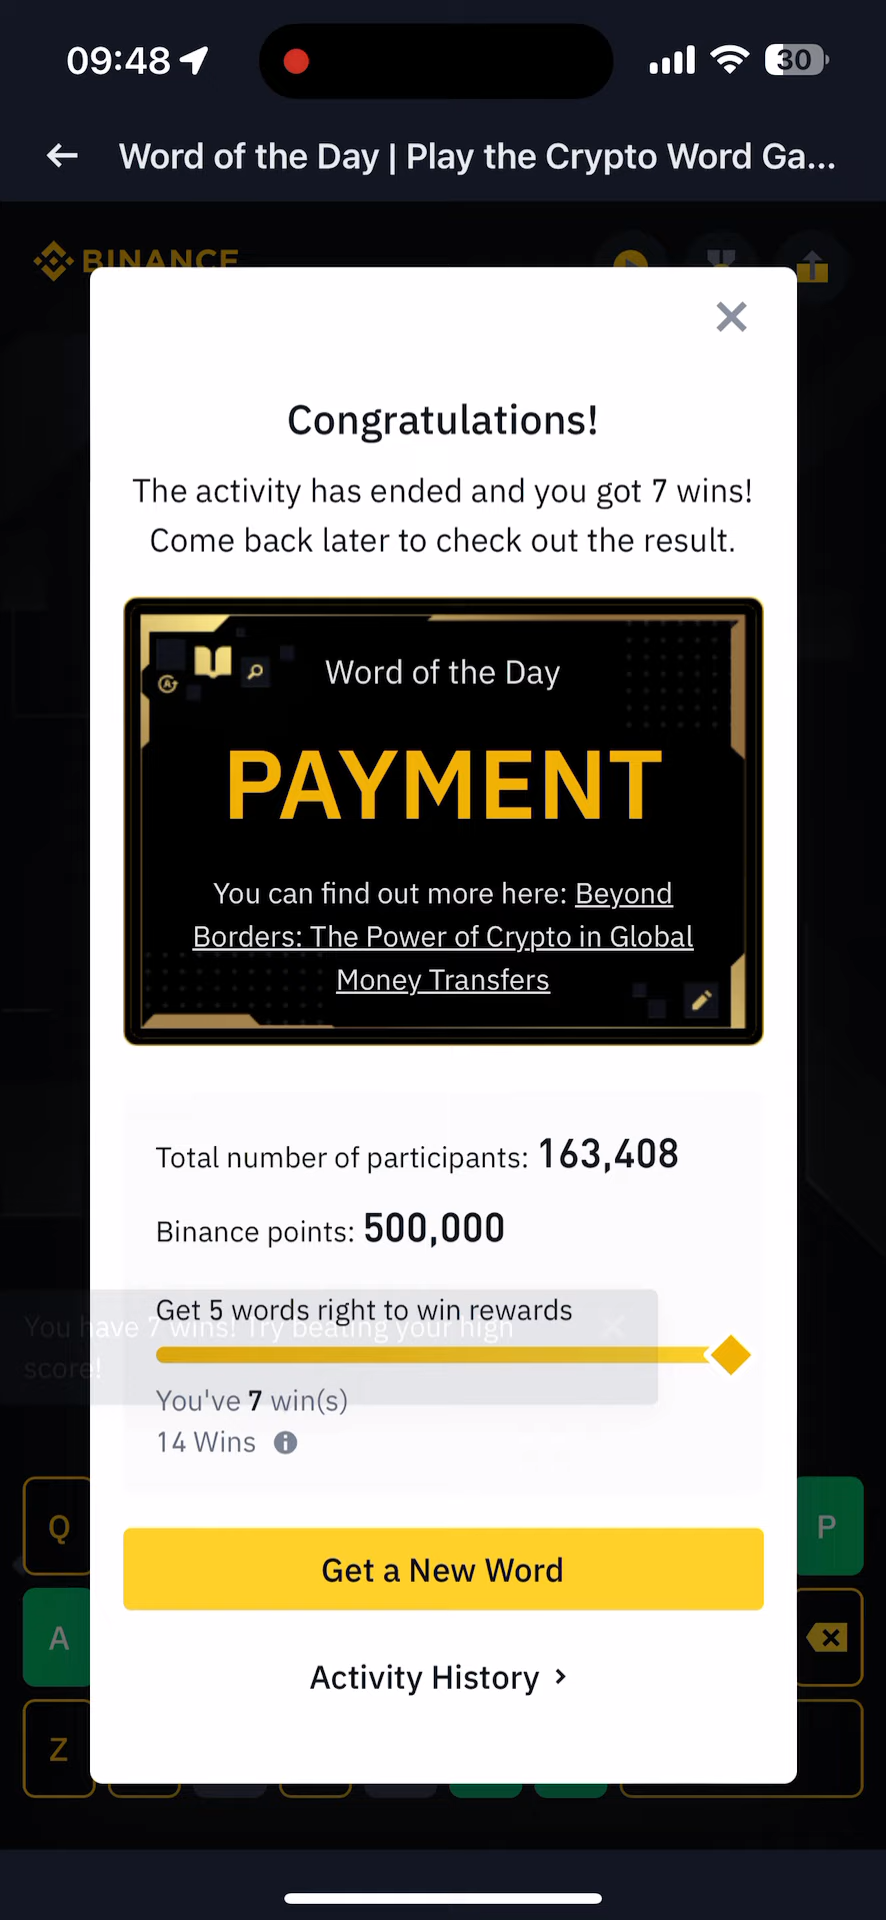 09:48
30
Word of the Day | Play the Crypto Word Ga...
BINANCE
Congratulations!
The activity has ended and you got 7 wins!
Come back later to check out the result.
Word of the Day
PAYMENT
You can find out more here: Beyond
Borders: The Power of Crypto in Global
Money Transfers
Total number of participants: 163,408
Binance points: 500,000
Get 5 words right to win rewards
You have 7 wins! Try beating your high
score!
You've 7 win(s)
14 Wins
Q
P
Get a New Word
A
Activity History
Z